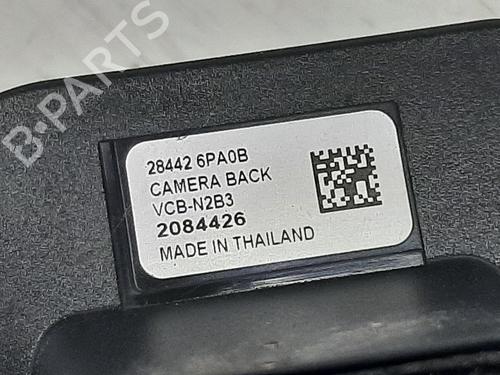 B-PARTS
28442 6PA0B
CAMERA BACK
VCB-N2B3
2084426
MADE IN THAILAND